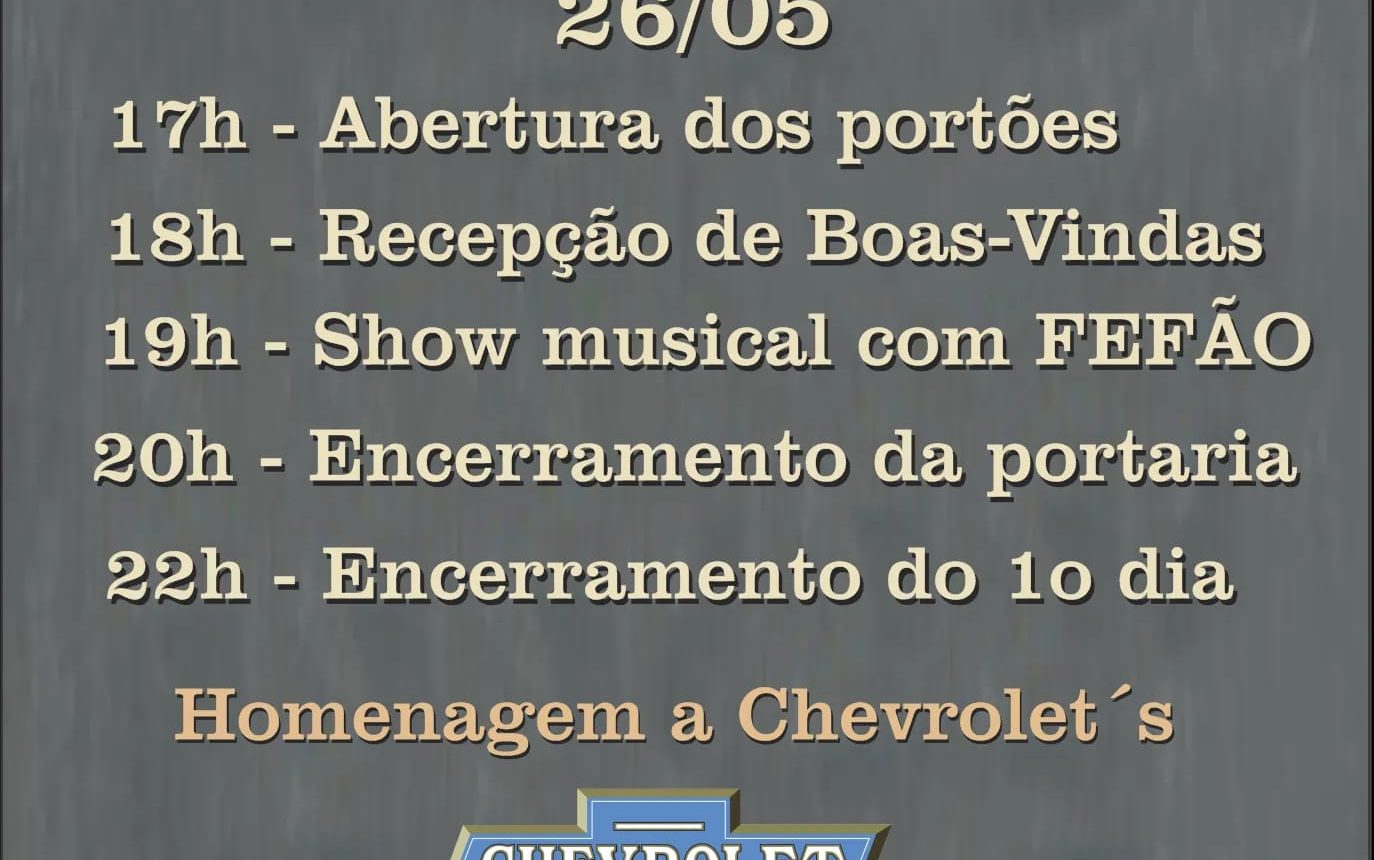 26/05
17h - Abertura dos portões
18h - Recepção de Boas-Vindas
19h - Show musical com FEFÃO
20h - Encerramento da portaria
22h - Encerramento do 1o dia
Homenagem a Chevrolet´s
CHEVROLET